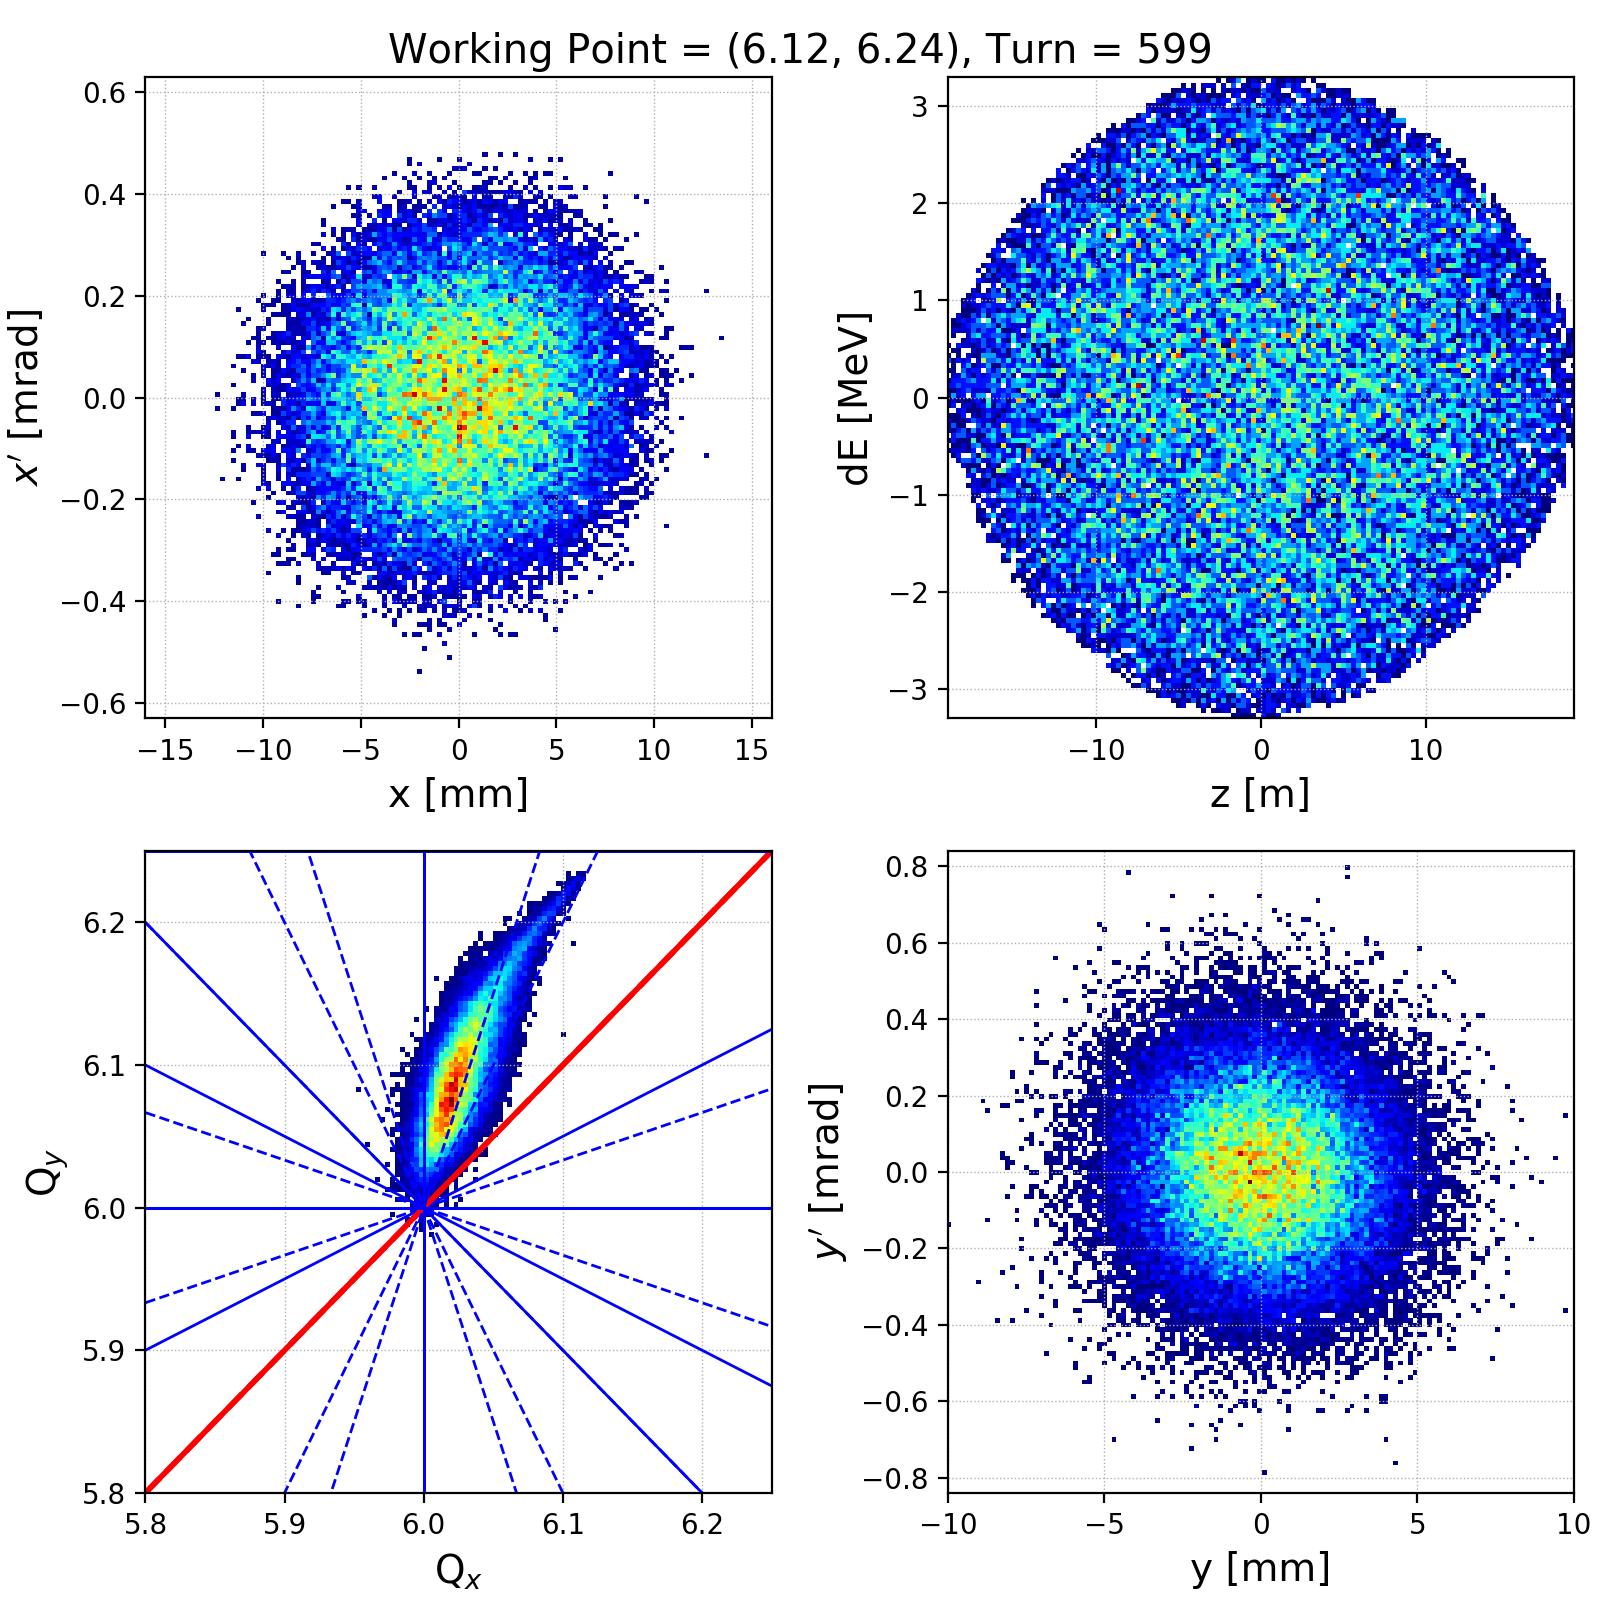 Working Point = (6.12, 6.24), Turn = 599
0.6
0.4
0.2
0.0
−0.2
−0.4
−0.6
x′ [mrad]
−15 −10 −5 0 5 10 15
x [mm]
3
2
1
0
−1
−2
−3
dE [MeV]
−10 0 10
z [m]
6.2
6.1
6.0
5.9
5.8
Qy
5.8 5.9 6.0 6.1 6.2
Qx
0.8
0.6
0.4
0.2
0.0
−0.2
−0.4
−0.6
−0.8
y′ [mrad]
−10 −5 0 5 10
y [mm]